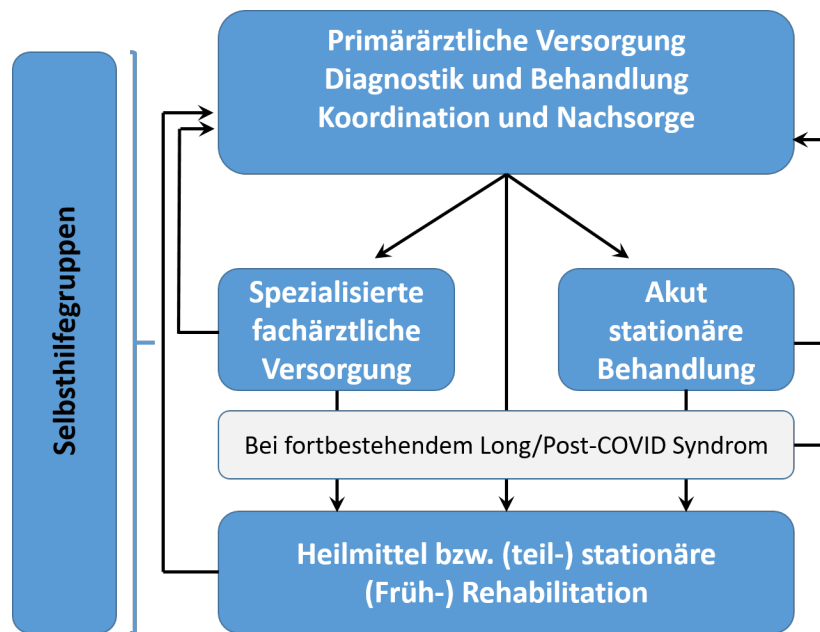 Selbsthilfegruppen
Primärärztliche Versorgung
Diagnostik und Behandlung
Koordination und Nachsorge
Spezialisierte
fachärztliche
Versorgung
Akut
stationäre
Behandlung
Bei fortbestehendem Long/Post-COVID Syndrom
Heilmittel bzw. (teil-) stationäre
(Früh-) Rehabilitation